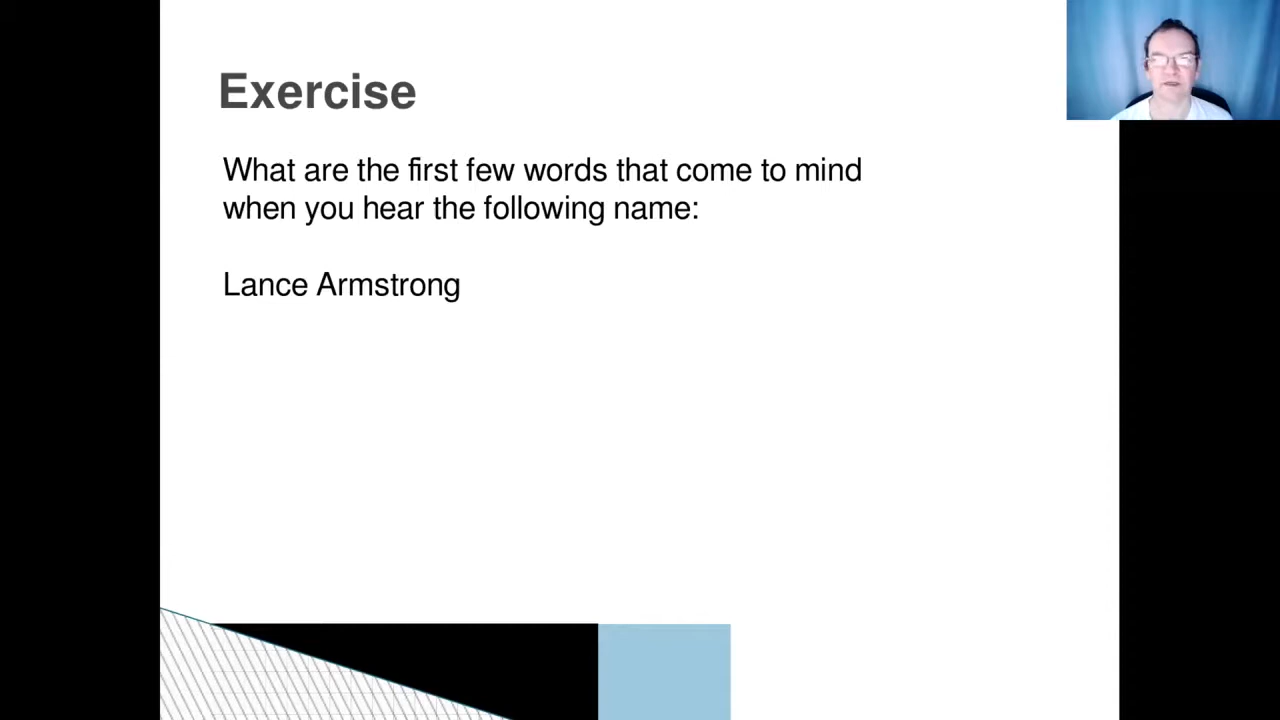 Exercise
What are the first few words that come to mind
when you hear the following name:
Lance Armstrong